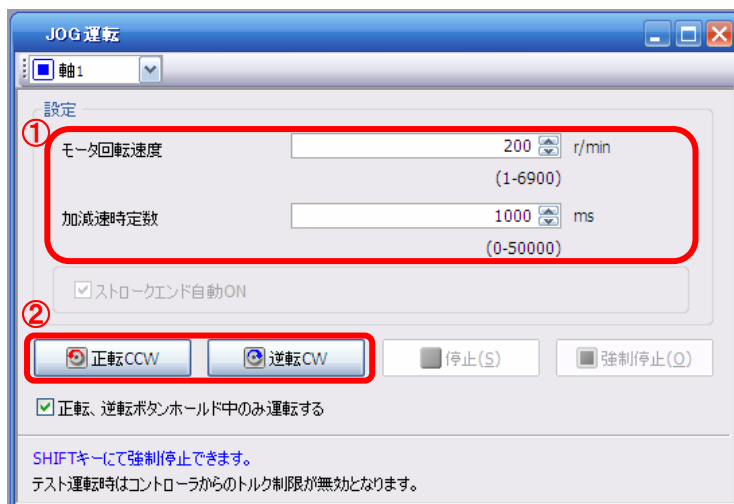 JOG運転
軸1
設定
①
モータ回転速度 200 r/min
(1-6900)
加減速時定数 1000 ms
(0-50000)
ストロークエンド自動ON
②
正転CCW 逆転CW 停止(S) 強制停止(O)
正転、逆転ボタンホールド中のみ運転する
SHIFTキーにて強制停止できます。
テスト運転時はコントローラからのトルク制限が無効となります。